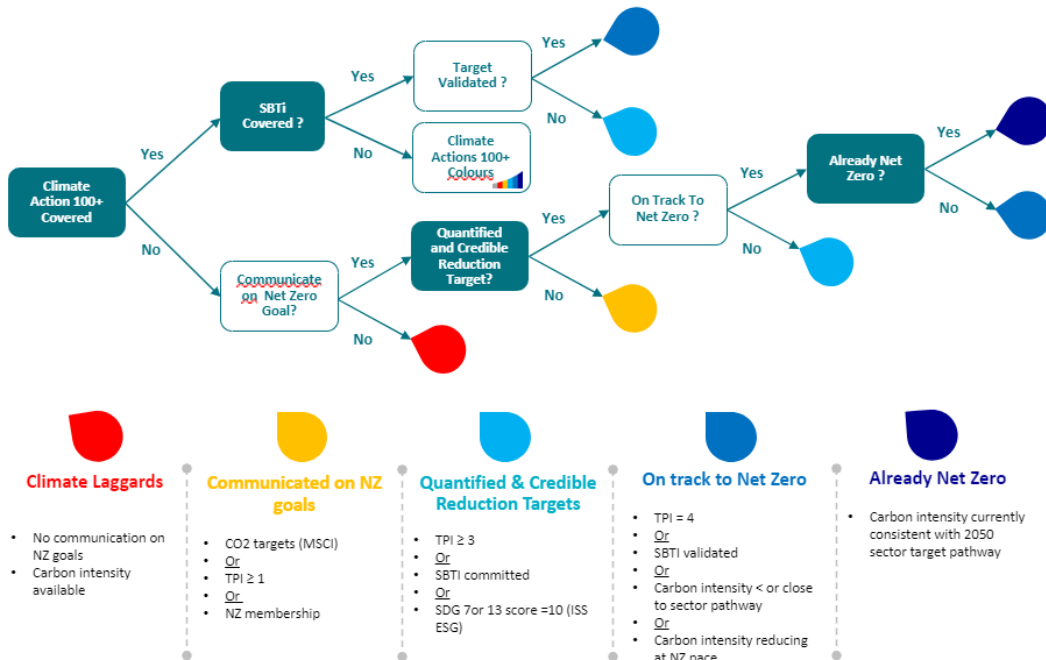 Yes
Target
Validated ?
Yes
No
SBTi
Covered ?
Yes
No
Climate
Actions 100+
Colours
Climate
Action 100+
Covered
Yes
No
Communicate
on Net Zero
Goal?
Yes
No
Quantified
and Credible
Reduction
Target?
Yes
No
On Track To
Net Zero ?
Yes
No
Already Net
Zero ?
Yes
No
Climate Laggards
• No communication on
NZ goals
• Carbon intensity
available
Communicated on NZ
goals
• CO2 targets (MSCI)
• Or
• TPI ≥ 1
• Or
• NZ membership
Quantified & Credible
Reduction Targets
• TPI ≥ 3
• Or
• SBTI committed
• Or
• SDG 7or 13 score =10 (ISS
ESG)
On track to Net Zero
• TPI = 4
• Or
• SBTI validated
• Or
• Carbon intensity < or close
to sector pathway
• Or
• Carbon intensity reducing
at NZ pace
Already Net Zero
• Carbon intensity currently
consistent with 2050
sector target pathway